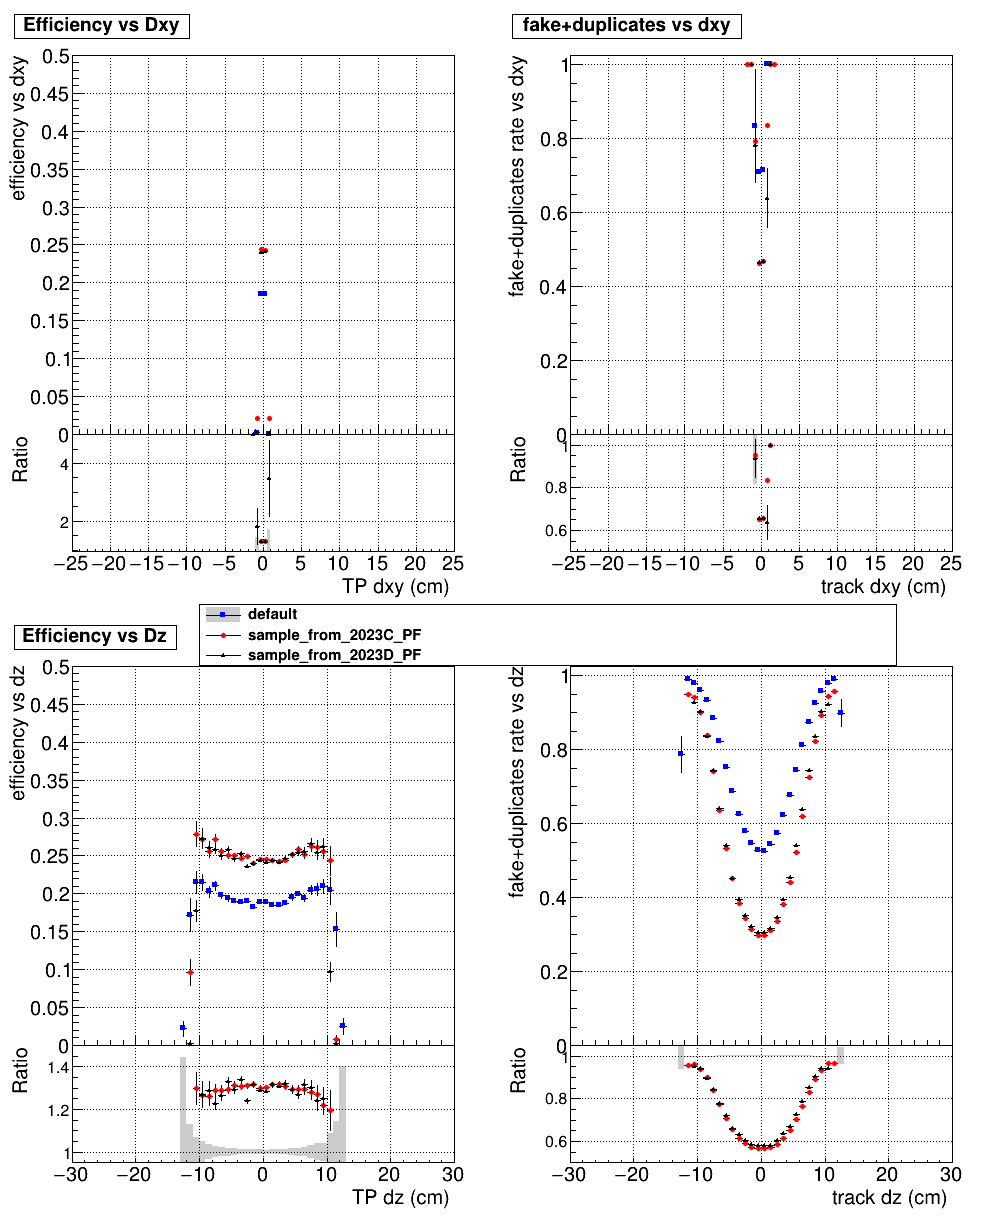 Efficiency vs Dxy
efficiency vs dxy
0.5
0.45
0.4
0.35
0.3
0.25
0.2
0.15
0.1
0.05
0
Ratio
4
2
−25 −20 −15 −10 −5 0 5 10 15 20 25
TP dxy (cm)
fake+duplicates vs dxy
fake+duplicates rate vs dxy
1
0.8
0.6
0.4
0.2
0
Ratio
1
0.8
0.6
−25 −20 −15 −10 −5 0 5 10 15 20 25
track dxy (cm)
default
sample_from_2023C_PF
sample_from_2023D_PF
Efficiency vs Dz
efficiency vs dz
0.5
0.45
0.4
0.35
0.3
0.25
0.2
0.15
0.1
0.05
0
Ratio
1.4
1.2
1
−30 −20 −10 0 10 20 30
TP dz (cm)
fake+duplicates rate vs dz
1
0.8
0.6
0.4
0.2
0
Ratio
1
0.8
0.6
−30 −20 −10 0 10 20 30
track dz (cm)